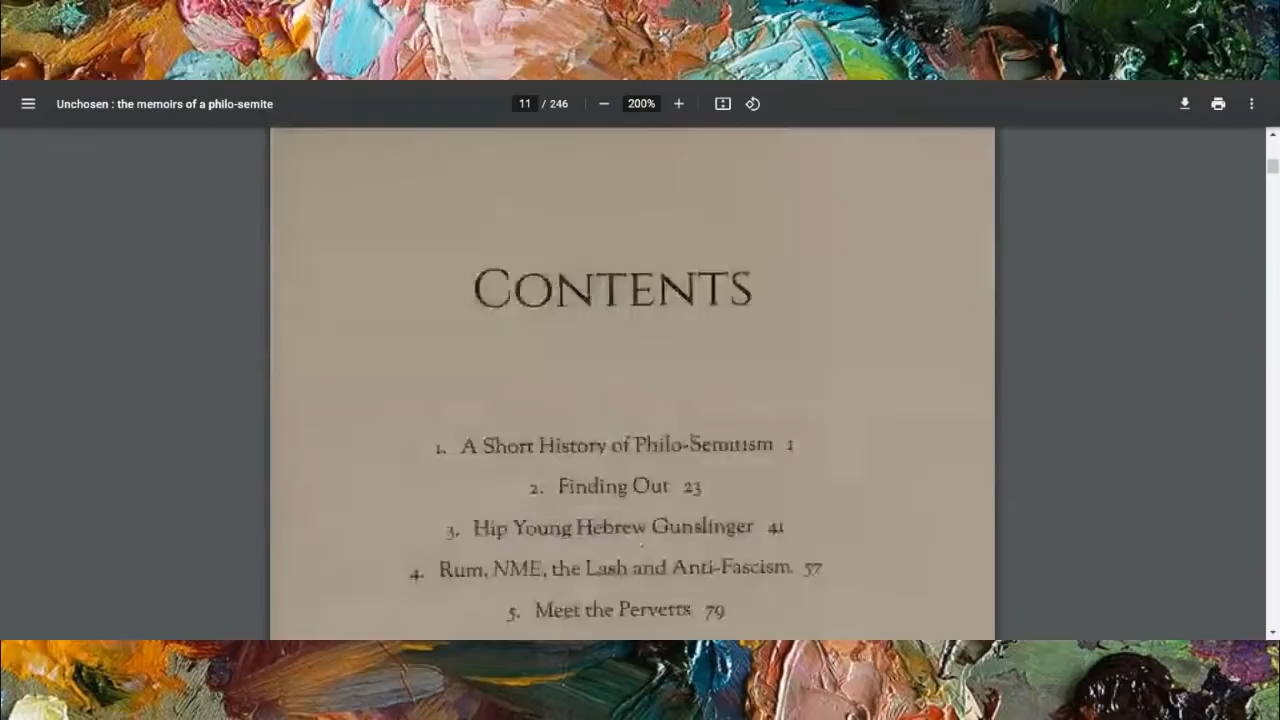 Unchosen : the memoirs of a philo-semite
11 / 246
200%
CONTENTS
1. A Short History of Philo-Semitism 1
2. Finding Out 23
3. Hip Young Hebrew Gunslinger 41
4. Rum, NME, the Lash and Anti-Fascism 57
5. Meet the Perverts 79